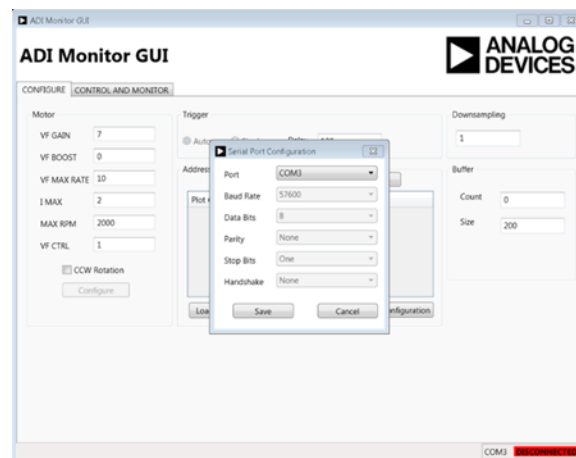 ADI Monitor GUI
ADI Monitor GUI
ANALOG
DEVICES
CONFIGURE CONTROL AND MONITOR
Motor
VF GAIN 7
VF BOOST 0
VF MAX RATE 10
I MAX 2
MAX RPM 2000
VF CTRL 1
CCW Rotation
Configure
Trigger
Serial Port Configuration
Port COM3
Baud Rate 57600
Data Bits 8
Parity None
Stop Bits One
Handshake None
Save Cancel
Downsampling
1
Buffer
Count 0
Size 200
COM3 DISCONNECTED